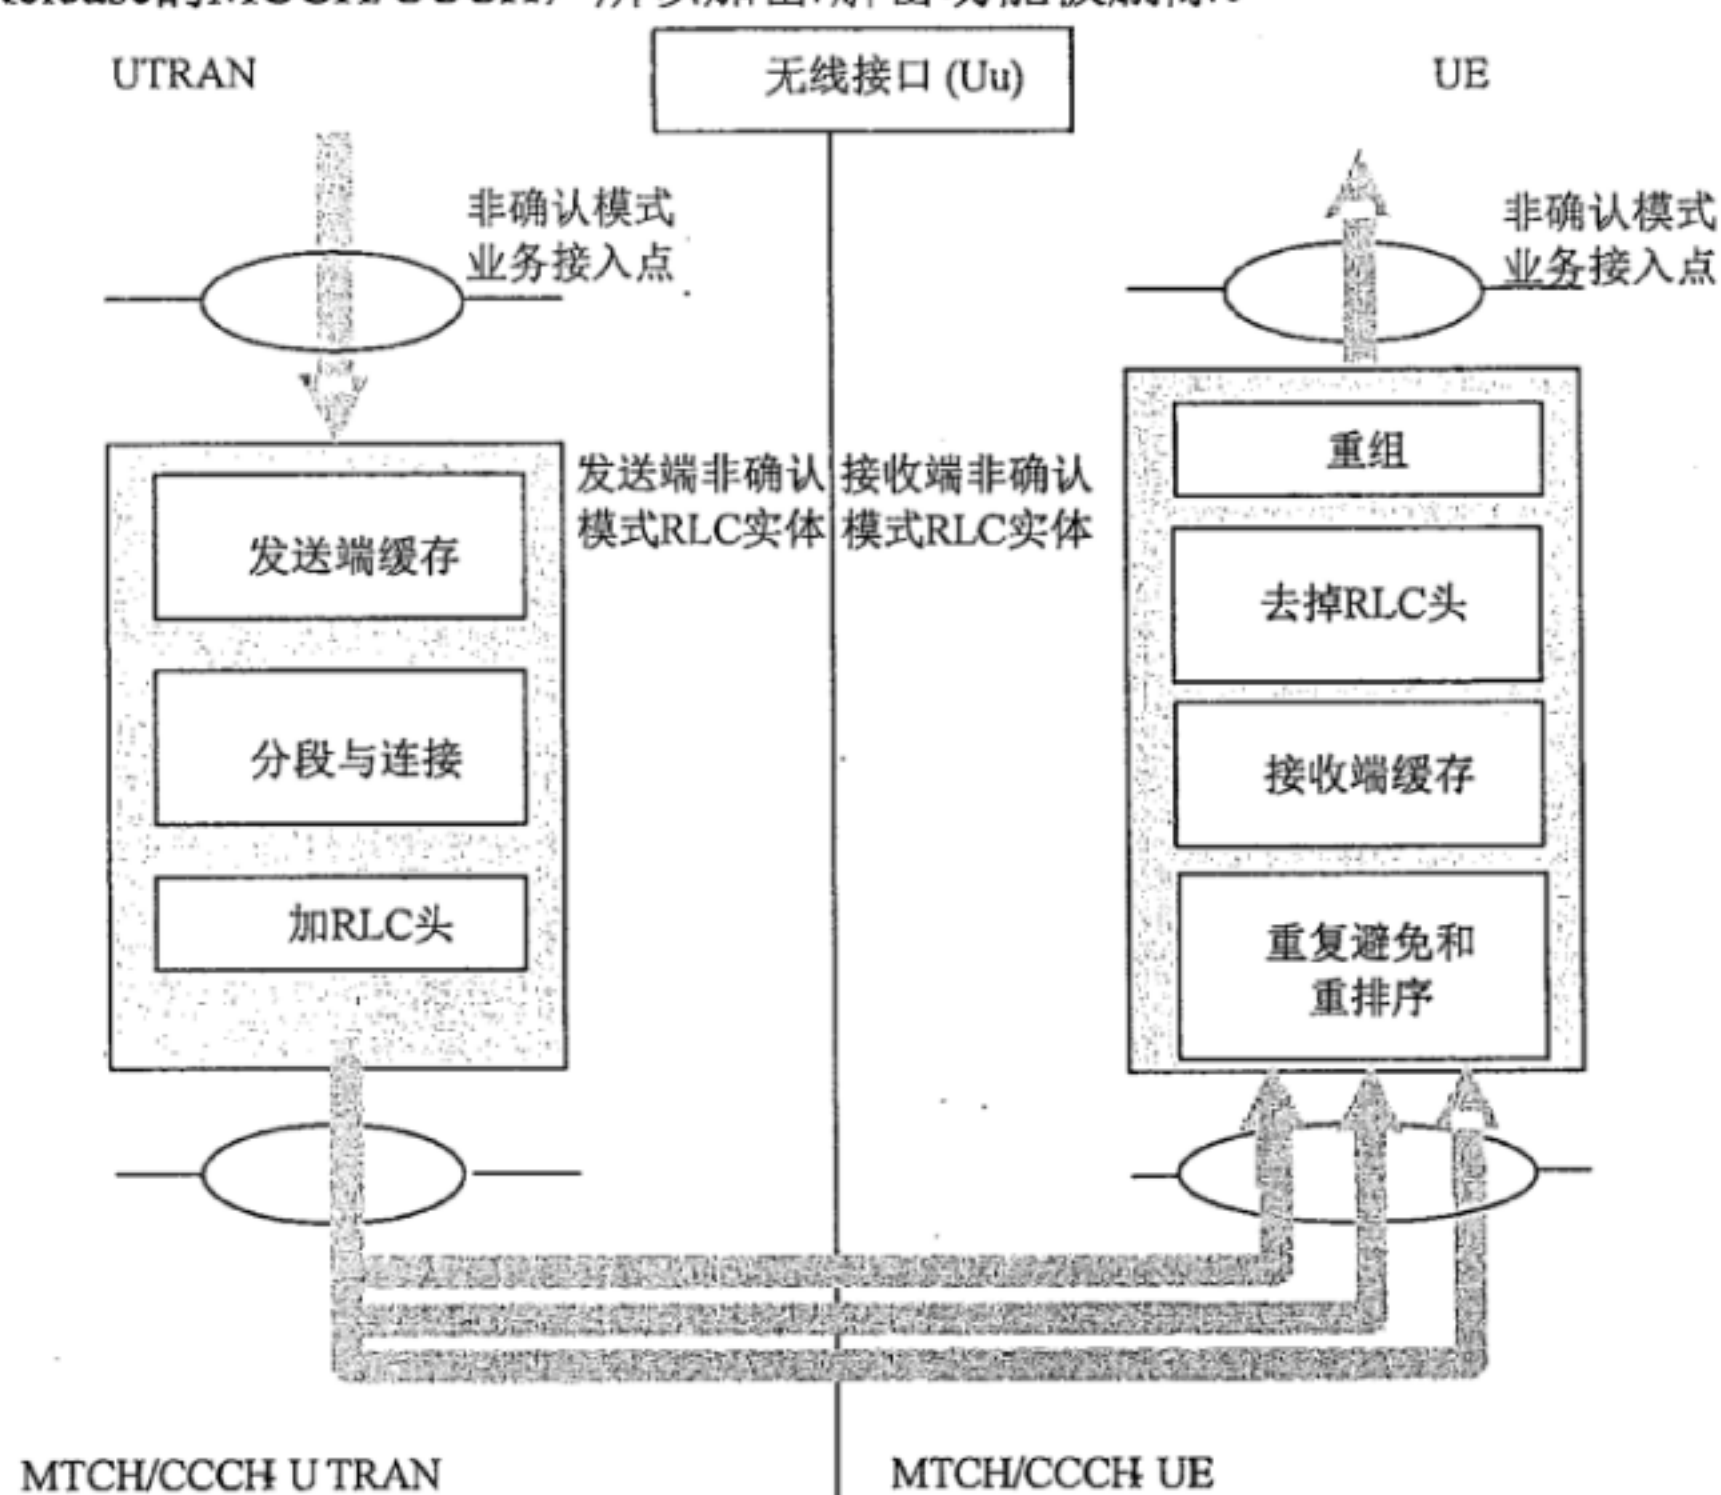 UTRAN
无线接口 (Uu)
UE
非确认模式
业务接入点
非确认模式
业务接入点
发送端非确认
模式RLC实体
接收端非确认
模式RLC实体
发送端缓存
分段与连接
加RLC头
重组
去掉RLC头
接收端缓存
重复避免和
重排序
MTCH/CCCH U TRAN
MTCH/CCCH UE